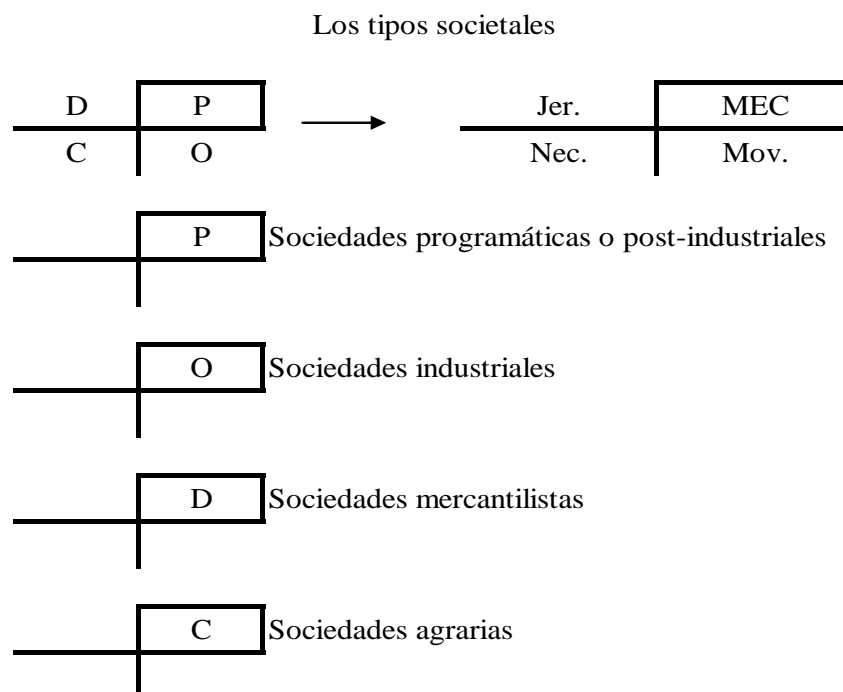 Los tipos societales
D P Jer. MEC
C O Nec. Mov.
P Sociedades programáticas o post-industriales
O Sociedades industriales
D Sociedades mercantilistas
C Sociedades agrarias